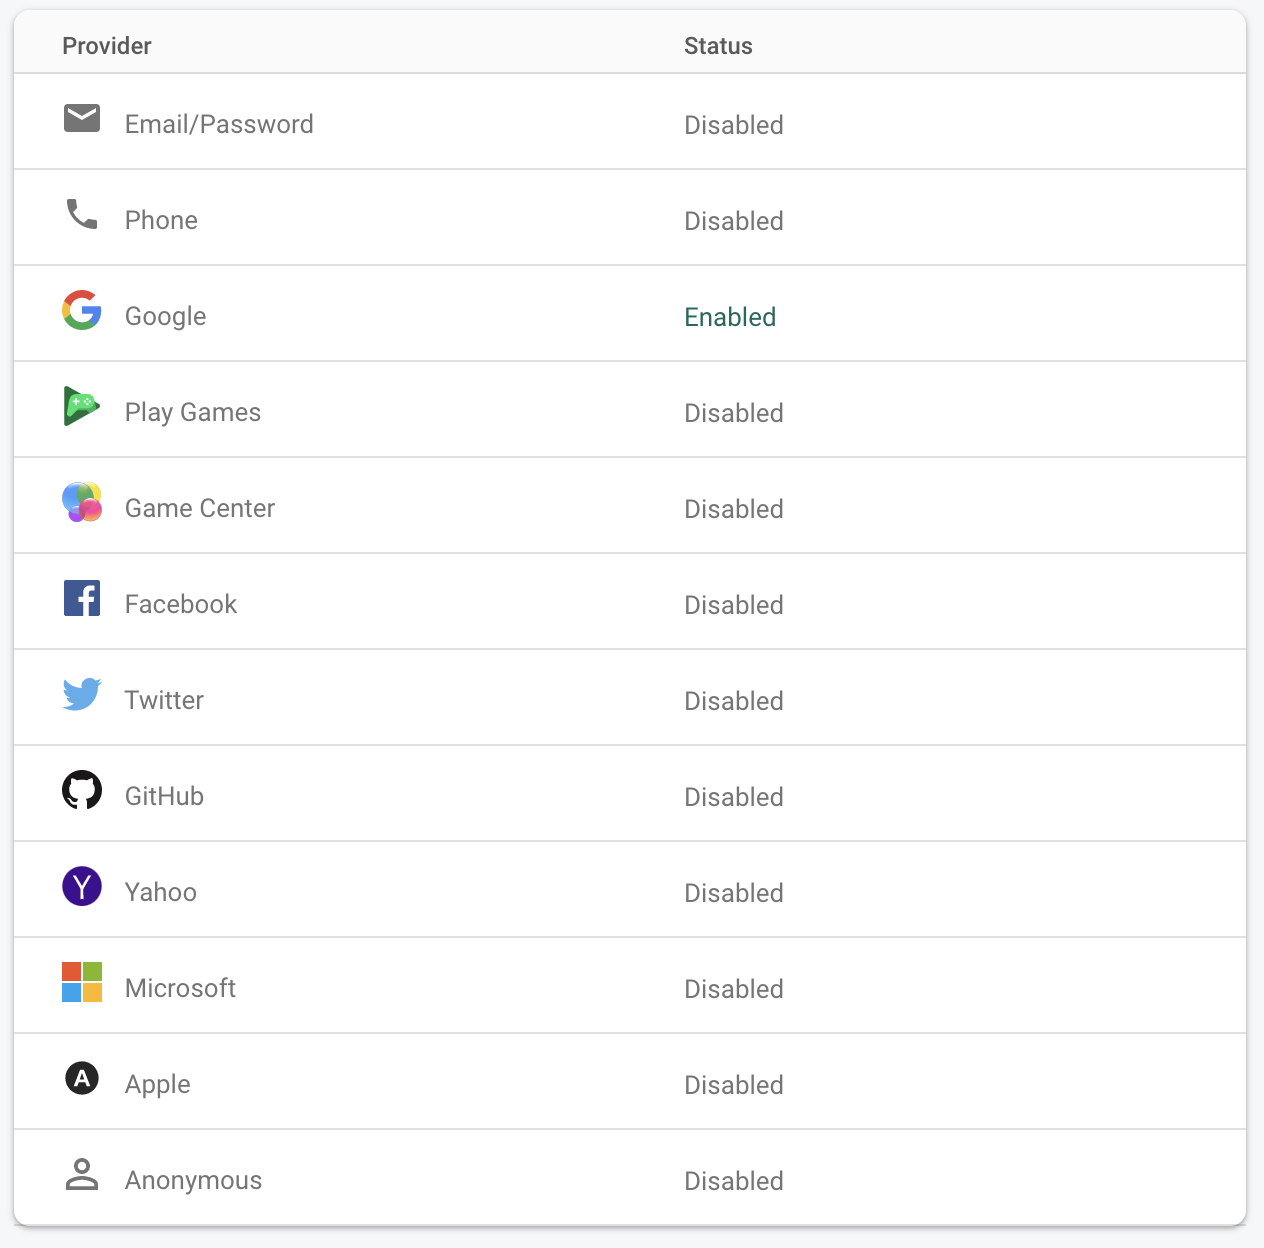 Provider Status
Email/Password Disabled
Phone Disabled
Google Enabled
Play Games Disabled
Game Center Disabled
Facebook Disabled
Twitter Disabled
GitHub Disabled
Yahoo Disabled
Microsoft Disabled
Apple Disabled
Anonymous Disabled